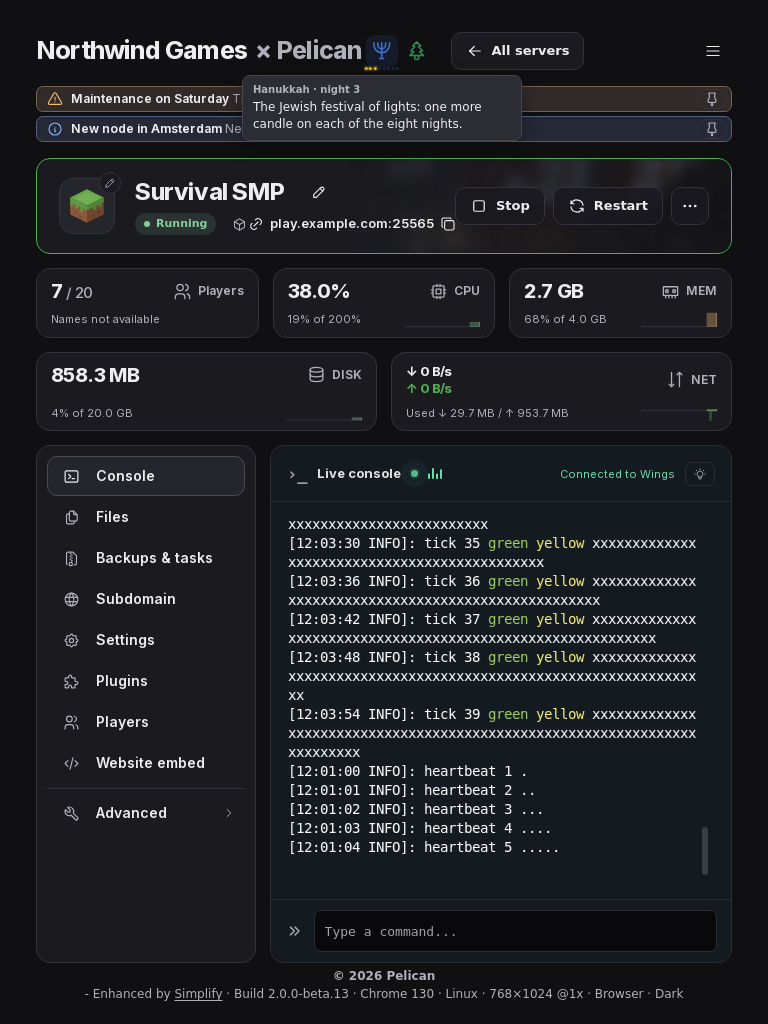 Northwind Games × Pelican
All servers
Maintenance on Saturday T
New node in Amsterdam Ne
Hanukkah · night 3
The Jewish festival of lights: one more
candle on each of the eight nights.
Survival SMP
Running
play.example.com:25565
Stop
Restart
7 / 20
Players
Names not available
38.0%
CPU
19% of 200%
2.7 GB
MEM
68% of 4.0 GB
858.3 MB
DISK
4% of 20.0 GB
↓ 0 B/s
↑ 0 B/s
NET
Used ↓ 29.7 MB / ↑ 953.7 MB
Console
Files
Backups & tasks
Subdomain
Settings
Plugins
Players
Website embed
Advanced
Live console
Connected to Wings
xxxxxxxxxxxxxxxxxxxxxxxxx
[12:03:30 INFO]: tick 35 green yellow xxxxxxxxxxxxx
xxxxxxxxxxxxxxxxxxxxxxxxxxxxxxxx
[12:03:36 INFO]: tick 36 green yellow xxxxxxxxxxxxx
xxxxxxxxxxxxxxxxxxxxxxxxxxxxxxxxxxxxxxx
[12:03:42 INFO]: tick 37 green yellow xxxxxxxxxxxxx
xxxxxxxxxxxxxxxxxxxxxxxxxxxxxxxxxxxxxxxxxxxxxx
[12:03:48 INFO]: tick 38 green yellow xxxxxxxxxxxxx
xxxxxxxxxxxxxxxxxxxxxxxxxxxxxxxxxxxxxxxxxxxxxxxxxxx
xx
[12:03:54 INFO]: tick 39 green yellow xxxxxxxxxxxxx
xxxxxxxxxxxxxxxxxxxxxxxxxxxxxxxxxxxxxxxxxxxxxxxxxxx
xxxxxxxxx
[12:01:00 INFO]: heartbeat 1 .
[12:01:01 INFO]: heartbeat 2 ..
[12:01:02 INFO]: heartbeat 3 ...
[12:01:03 INFO]: heartbeat 4 ....
[12:01:04 INFO]: heartbeat 5 .....
Type a command...
© 2026 Pelican
- Enhanced by Simplify · Build 2.0.0-beta.13 · Chrome 130 · Linux · 768×1024 @1x · Browser · Dark